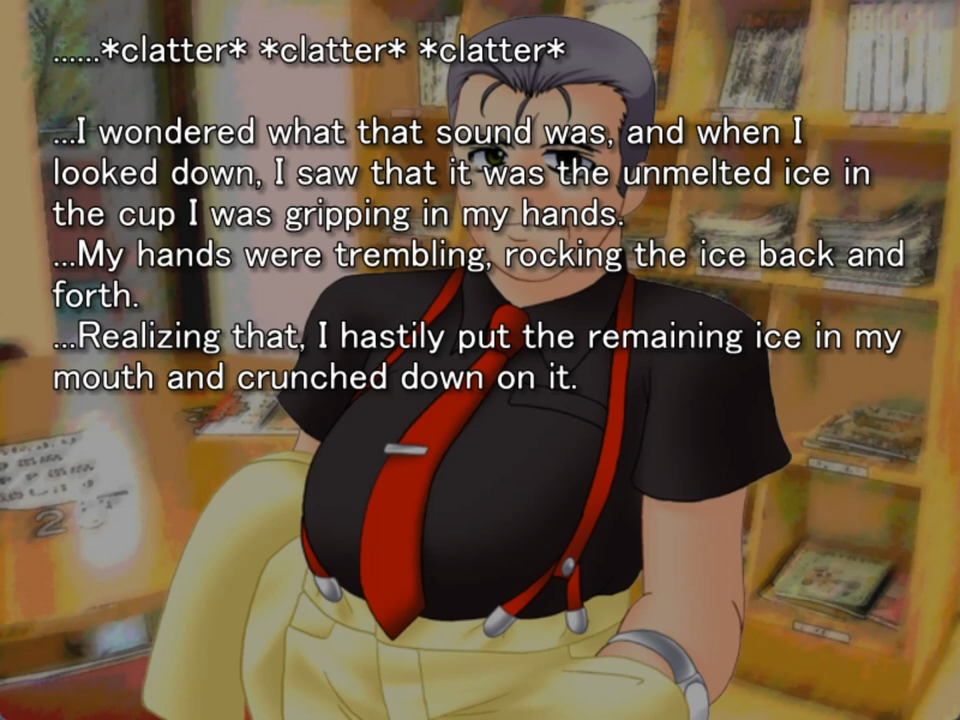 ......*clatter* *clatter* *clatter*
...I wondered what that sound was, and when I
looked down, I saw that it was the unmelted ice in
the cup I was gripping in my hands.
...My hands were trembling, rocking the ice back and
forth.
...Realizing that, I hastily put the remaining ice in my
mouth and crunched down on it.
2